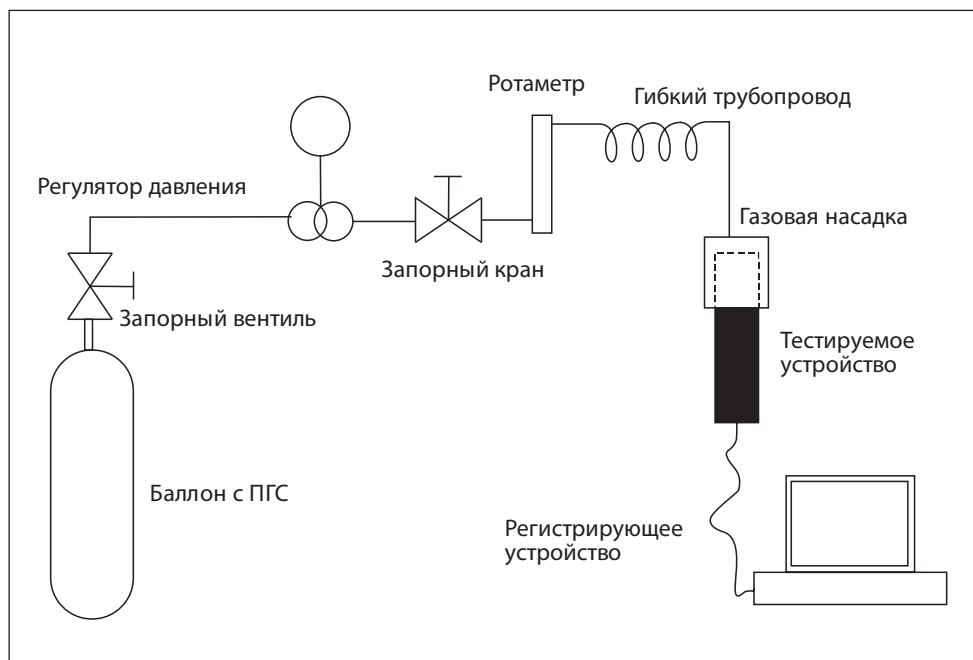 Ротаметр
Гибкий трубопровод
Регулятор давления
Газовая насадка
Запорный кран
Запорный вентиль
Тестируемое
устройство
Баллон с ПГС
Регистрирующее
устройство